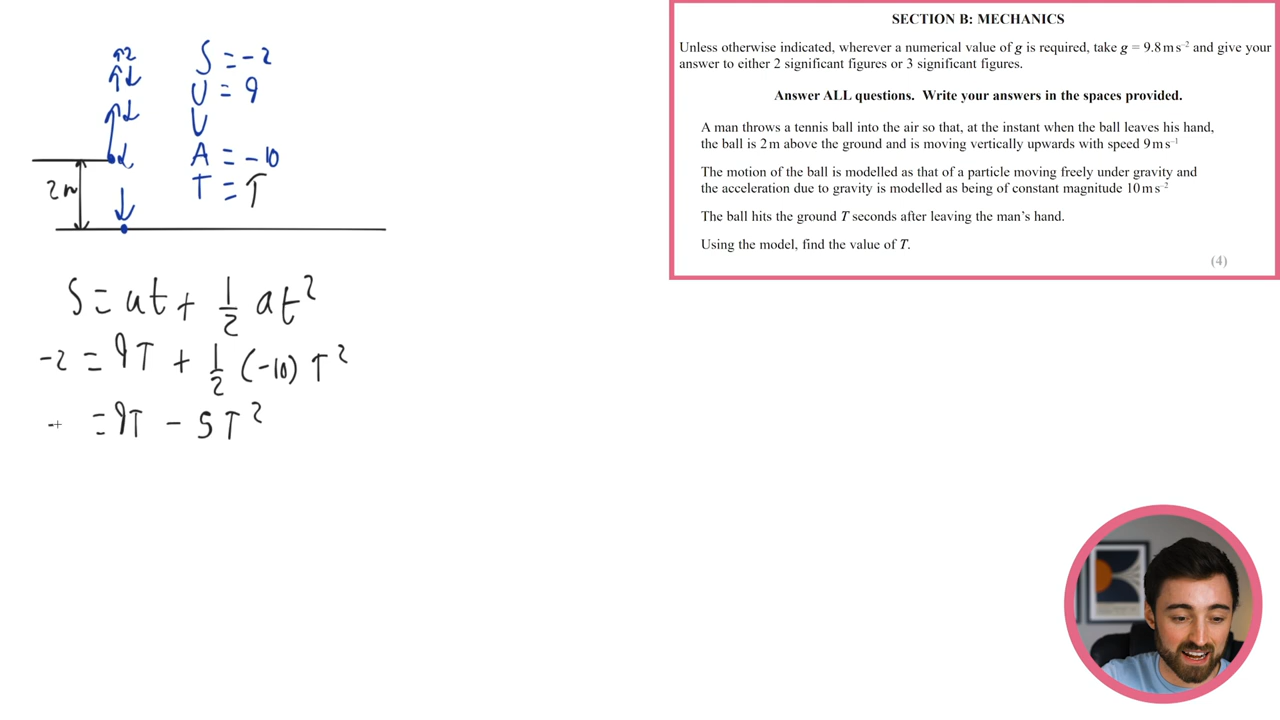 S = -2
U = 9
V
A = -10
T = T
2m
S = ut + 1/2 at²
-2 = 9T + 1/2 (-10) T²
= 9T - 5T²
SECTION B: MECHANICS
Unless otherwise indicated, wherever a numerical value of g is required, take g = 9.8 m s⁻² and give your
answer to either 2 significant figures or 3 significant figures.
Answer ALL questions. Write your answers in the spaces provided.
A man throws a tennis ball into the air so that, at the instant when the ball leaves his hand,
the ball is 2 m above the ground and is moving vertically upwards with speed 9 m s⁻¹
The motion of the ball is modelled as that of a particle moving freely under gravity and
the acceleration due to gravity is modelled as being of constant magnitude 10 m s⁻²
The ball hits the ground T seconds after leaving the man's hand.
Using the model, find the value of T.
(4)